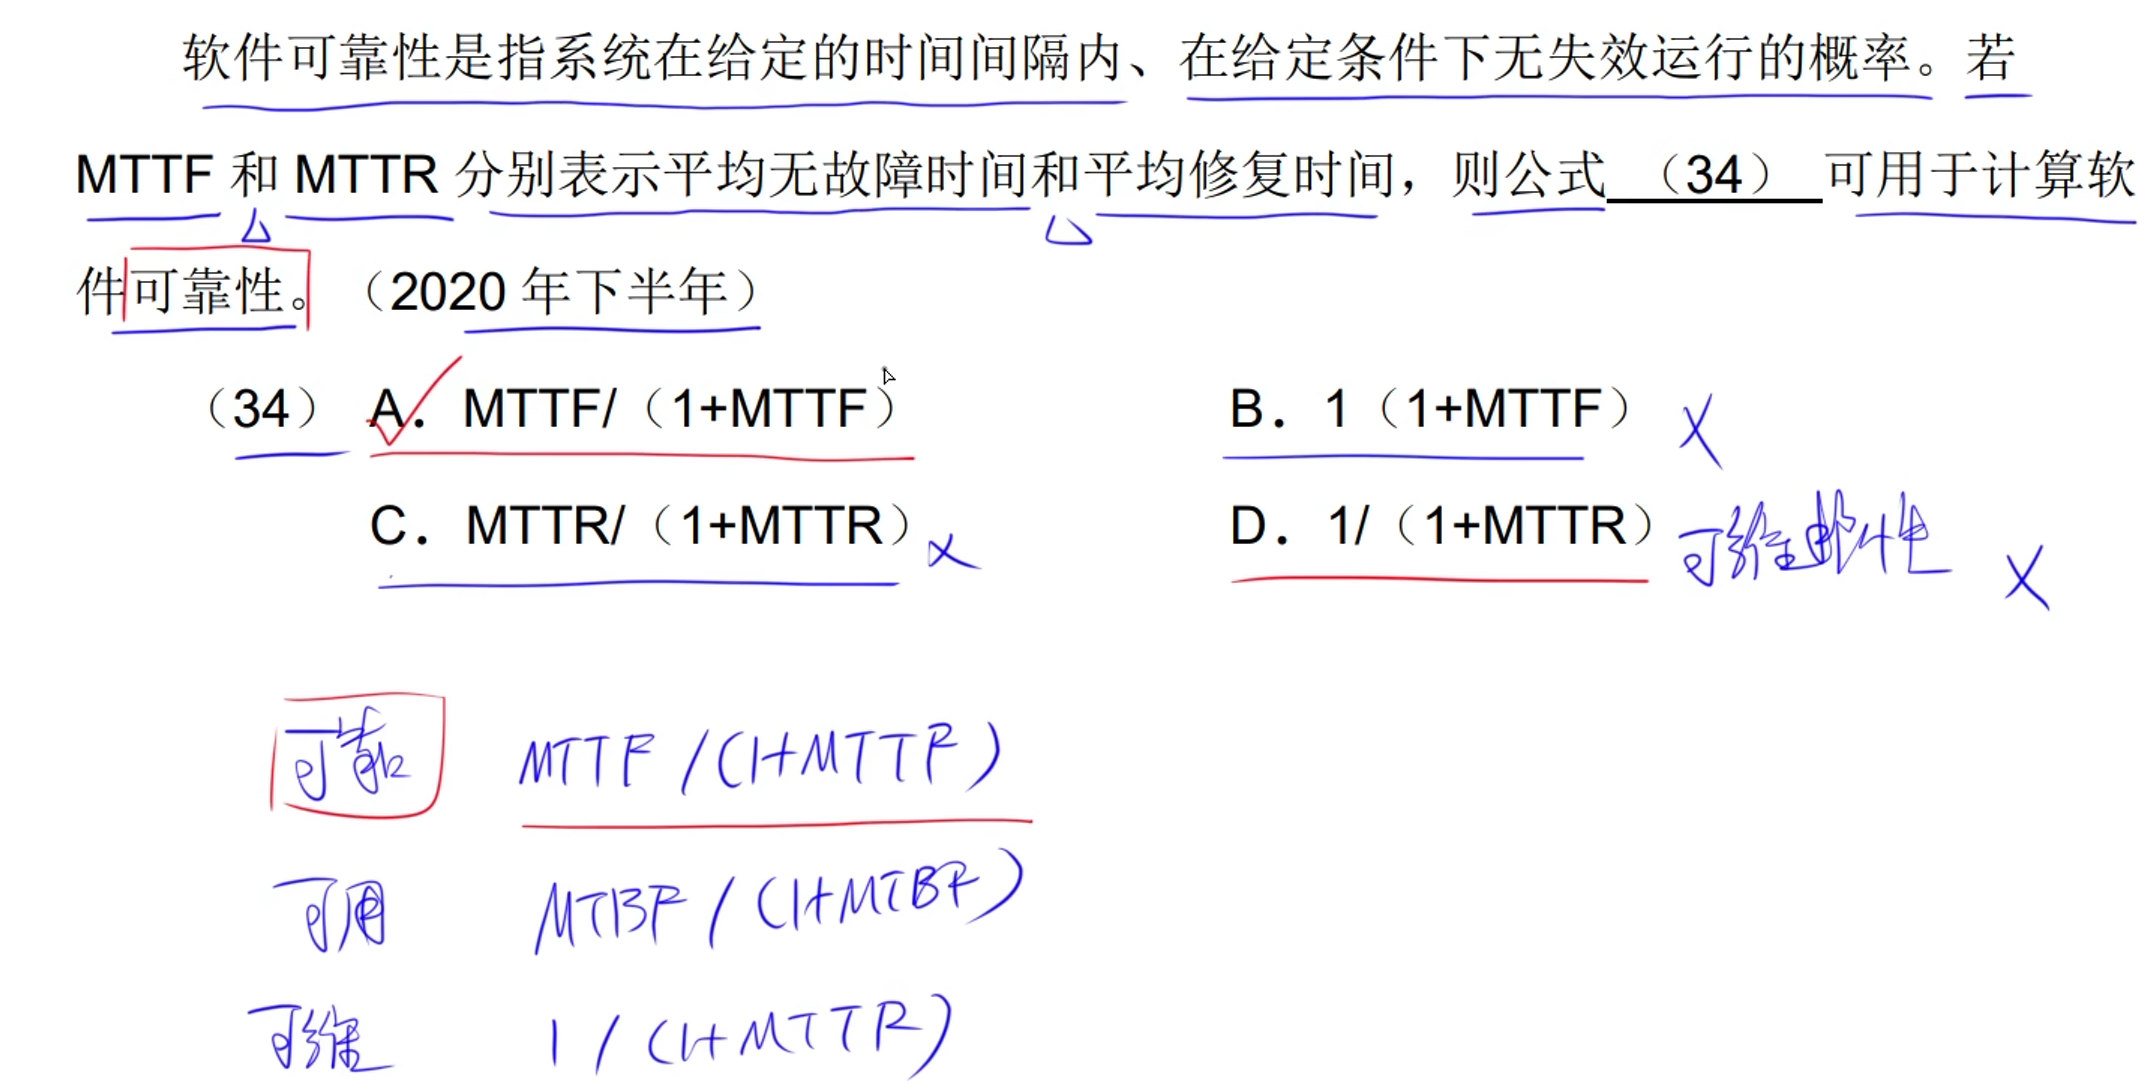 软件可靠性是指系统在给定的时间间隔内、在给定条件下无失效运行的概率。若
MTTF 和 MTTR 分别表示平均无故障时间和平均修复时间，则公式 （34） 可用于计算软
件可靠性。（2020 年下半年）
（34） A． MTTF/（1+MTTF） B． 1（1+MTTF）
C． MTTR/（1+MTTR） D． 1/（1+MTTR） 可维护性
可靠 MTTF /(1+MTTF)
可用 MTBF / (1+MTBF)
可维 1 / (1+MTTR)